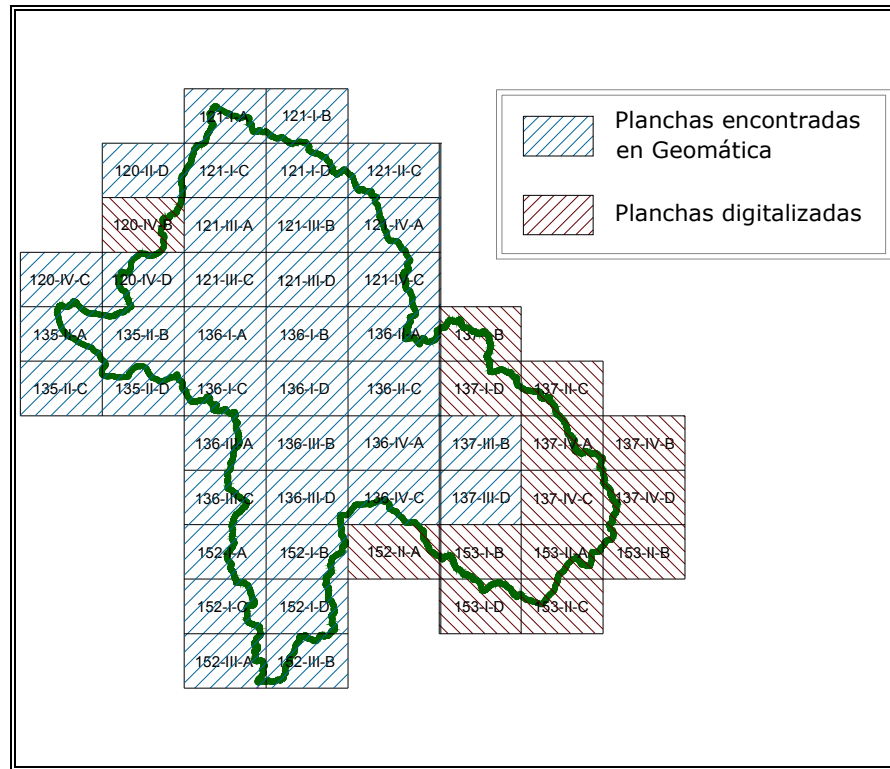 121-I-A
121-I-B
Planchas encontradas
en Geomática
120-II-D
121-I-C
121-I-D
121-II-C
Planchas digitalizadas
120-IV-B
121-III-A
121-III-B
121-IV-A
120-IV-C
120-IV-D
121-III-C
121-III-D
121-IV-C
135-II-A
135-II-B
136-I-A
136-I-B
136-II-A
137-I-B
135-II-C
135-II-D
136-I-C
136-I-D
136-II-C
137-I-D
137-II-C
136-III-A
136-III-B
136-IV-A
137-III-B
137-IV-A
137-IV-B
136-III-C
136-III-D
136-IV-C
137-III-D
137-IV-C
137-IV-D
152-I-A
152-I-B
152-II-A
153-I-B
153-II-A
153-II-B
152-I-C
152-I-D
153-I-D
153-II-C
152-III-A
152-III-B